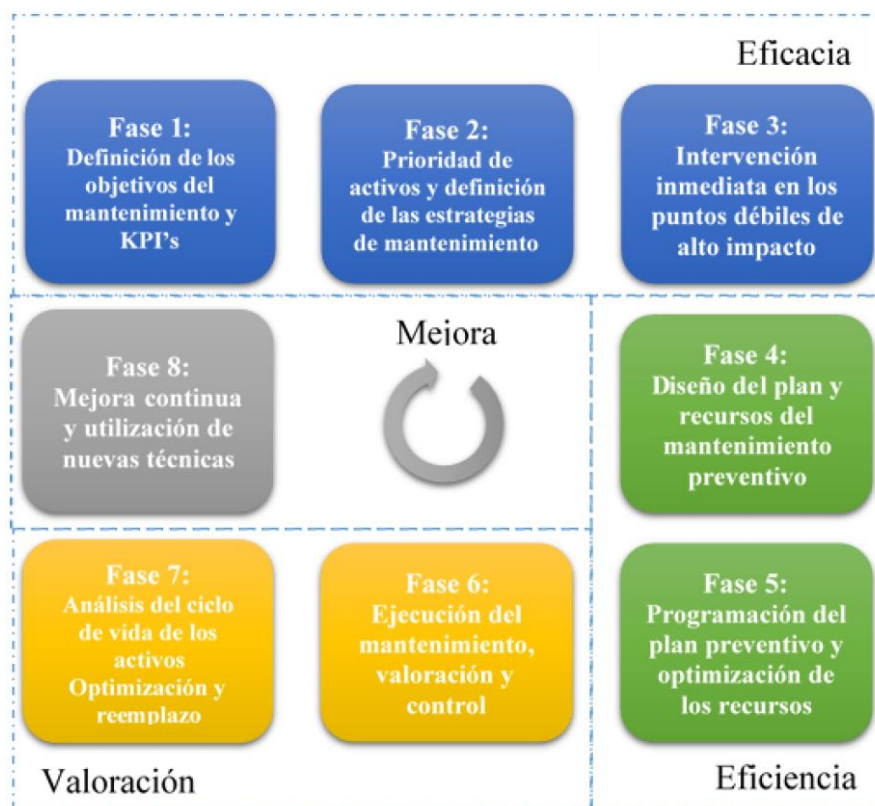 Eficacia
Fase 1:
Definición de los
objetivos del
mantenimiento y
KPI's
Fase 2:
Prioridad de
activos y definición
de las estrategias
de mantenimiento
Fase 3:
Intervención
inmediata en los
puntos débiles de
alto impacto
Fase 8:
Mejora continua
y utilización de
nuevas técnicas
Mejora
Fase 4:
Diseño del plan y
recursos del
mantenimiento
preventivo
Fase 7:
Análisis del ciclo
de vida de los
activos
Optimización y
reemplazo
Fase 6:
Ejecución del
mantenimiento,
valoración y
control
Fase 5:
Programación del
plan preventivo y
optimización de
los recursos
Valoración
Eficiencia